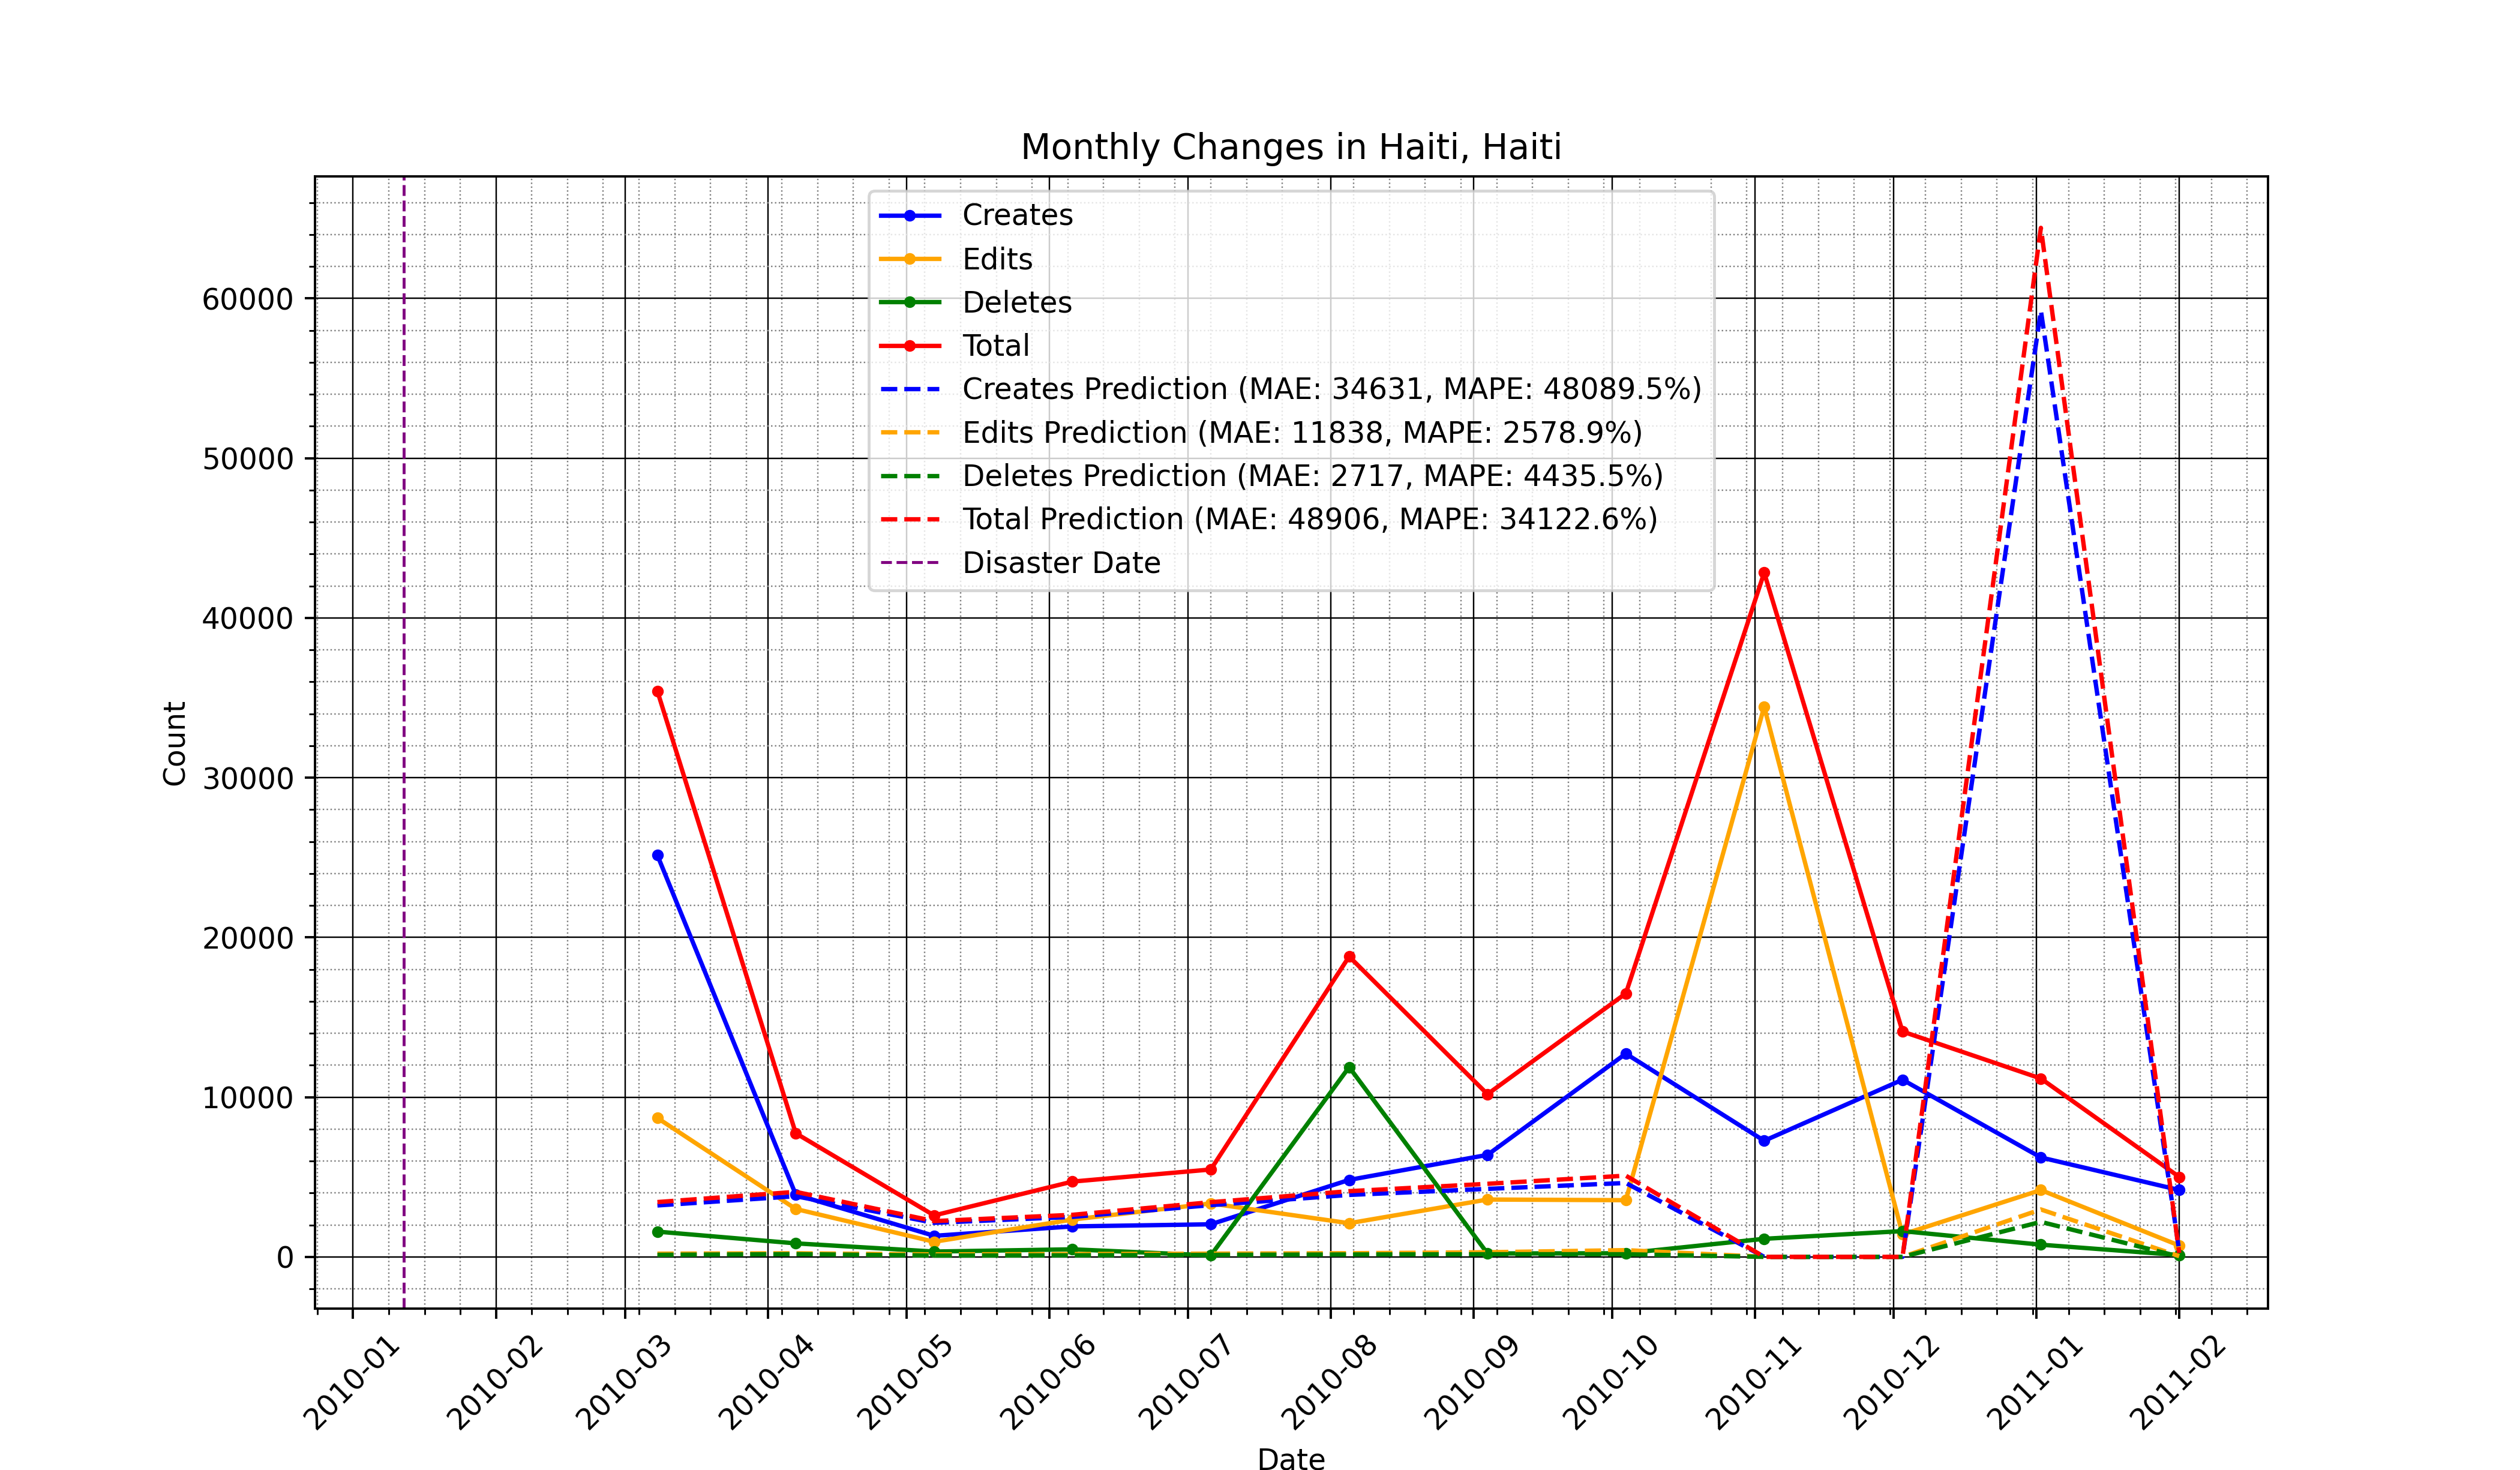 Monthly Changes in Haiti, Haiti
Creates
Edits
Deletes
Total
Creates Prediction (MAE: 34631, MAPE: 48089.5%)
Edits Prediction (MAE: 11838, MAPE: 2578.9%)
Deletes Prediction (MAE: 2717, MAPE: 4435.5%)
Total Prediction (MAE: 48906, MAPE: 34122.6%)
Disaster Date
60000
50000
40000
30000
20000
10000
0
Count
2010-01
2010-02
2010-03
2010-04
2010-05
2010-06
2010-07
2010-08
2010-09
2010-10
2010-11
2010-12
2011-01
2011-02
Date